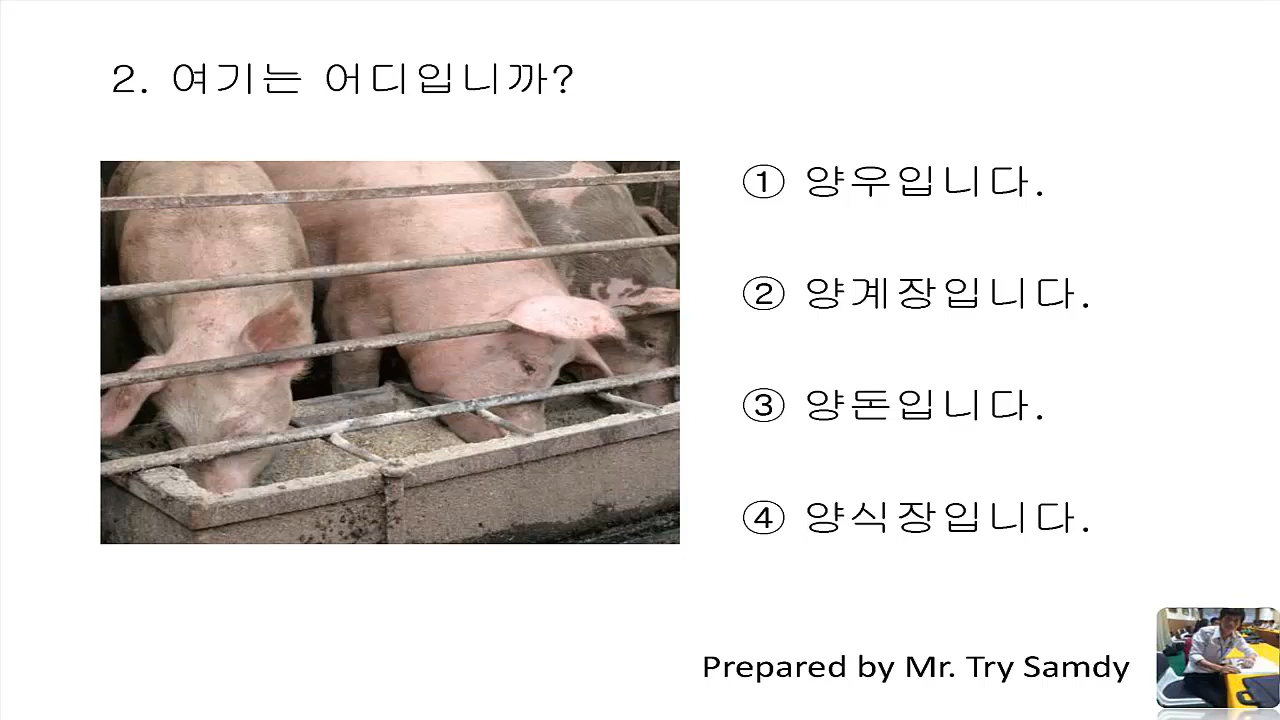 2. 여기는 어디입니까?
① 양우입니다.
② 양계장입니다.
③ 양돈입니다.
④ 양식장입니다.
Prepared by Mr. Try Samdy